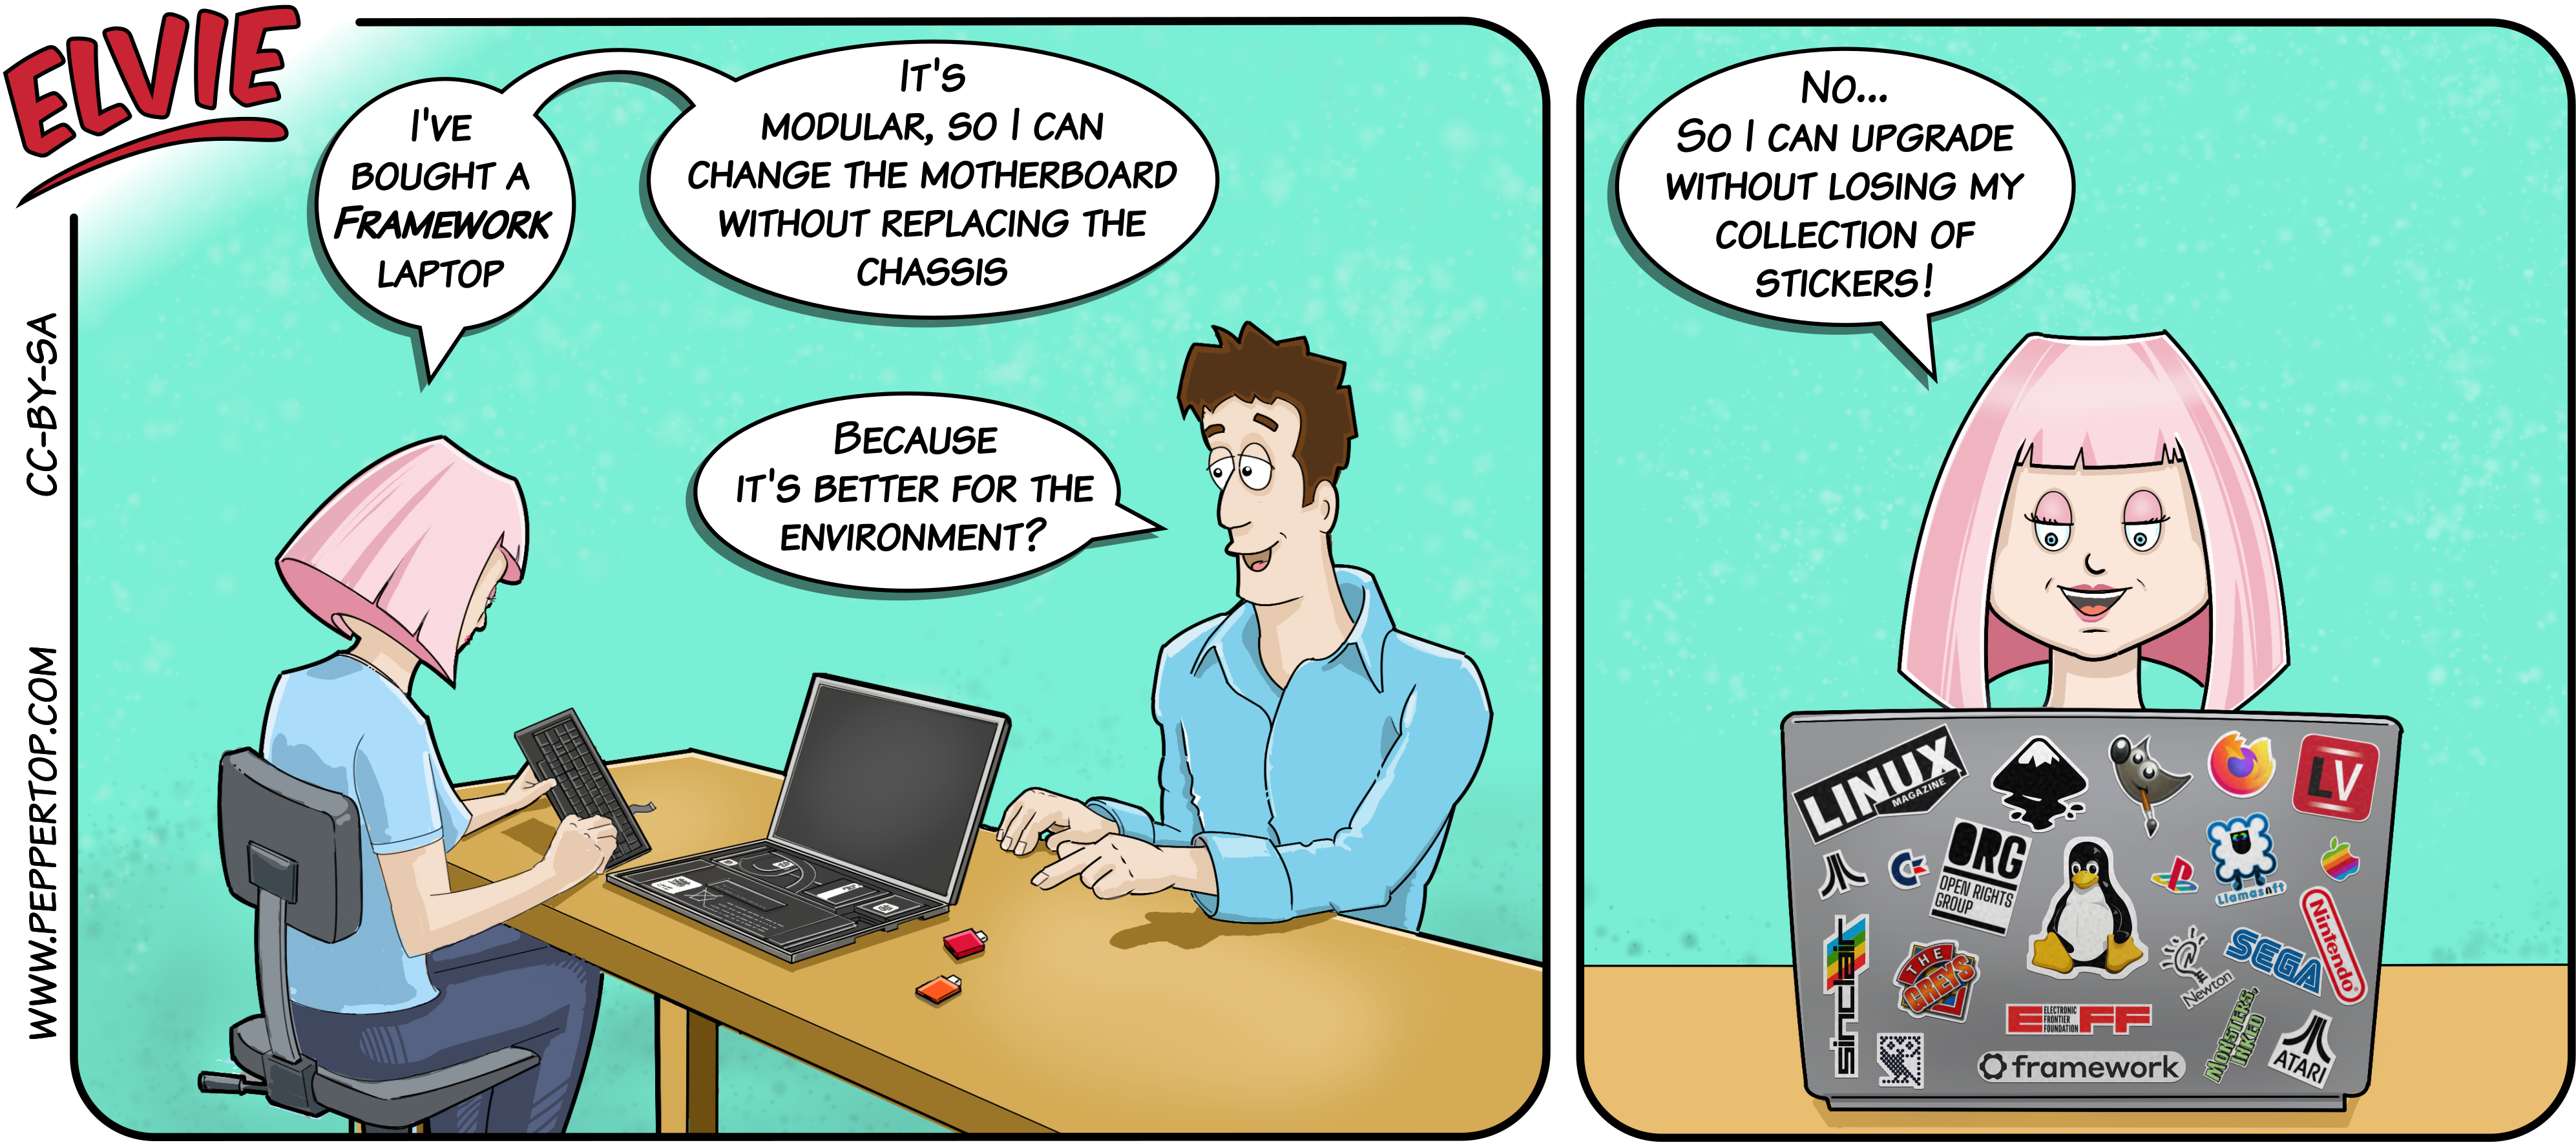 ELVIE
I'VE
BOUGHT A
FRAMEWORK
LAPTOP
IT'S
MODULAR, SO I CAN
CHANGE THE MOTHERBOARD
WITHOUT REPLACING THE
CHASSIS
BECAUSE
IT'S BETTER FOR THE
ENVIRONMENT?
NO...
SO I CAN UPGRADE
WITHOUT LOSING MY
COLLECTION OF
STICKERS!
LINUX
MAGAZINE
LV
ORG
OPEN RIGHTS
GROUP
Llamasoft
Nintendo
sinclair
THE
GREYS
Newton
SEGA
EFF
ELECTRONIC
FRONTIER
FOUNDATION
MONSTERS,
INKED
ATARI
framework
WWW.PEPPERTOP.COM
CC-BY-SA